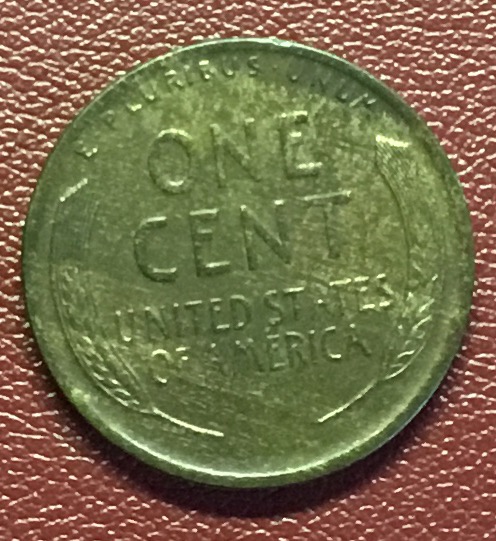 E·PLURIBUS·UNUM
ONE
CENT
UNITED STATES
OF AMERICA